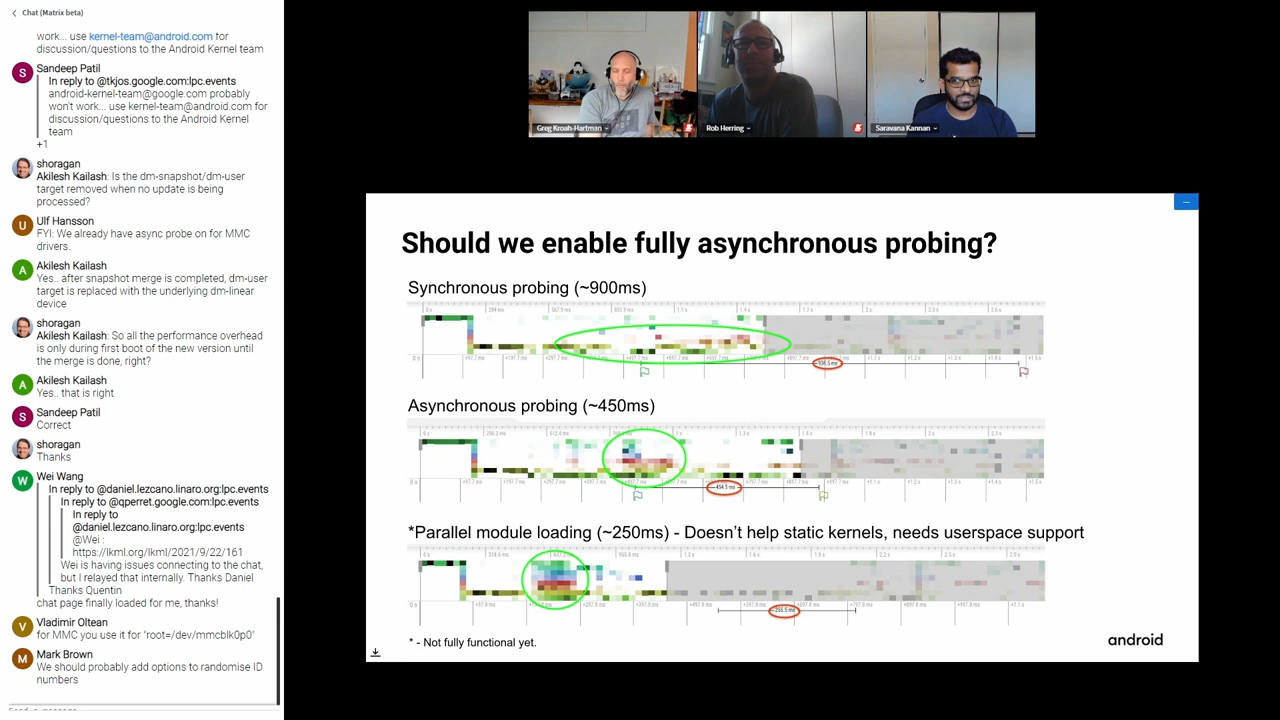 Chat (Matrix beta)
work... use kernel-team@android.com for
discussion/questions to the Android Kernel team
Sandeep Patil
In reply to @tkjos.google.com:lpc.events
android-kernel-team@google.com probably
won't work... use kernel-team@android.com for
discussion/questions to the Android Kernel
team
+1
shoragan
Akilesh Kailash: Is the dm-snapshot/dm-user
target removed when no update is being
processed?
Ulf Hansson
FYI: We already have async probe on for MMC
drivers.
Akilesh Kailash
Yes.. after snapshot merge is completed, dm-user
target is replaced with the underlying dm-linear
device
shoragan
Akilesh Kailash: So all the performance overhead
is only during first boot of the new version until
the merge is done, right?
Akilesh Kailash
Yes.. that is right
Sandeep Patil
Correct
shoragan
Thanks
Wei Wang
In reply to @daniel.lezcano.linaro.org:lpc.events
In reply to @qperret.google.com:lpc.events
In reply to
@daniel.lezcano.linaro.org:lpc.events
@Wei :
https://lkml.org/lkml/2021/9/22/161
Wei is having issues connecting to the chat,
but I relayed that internally. Thanks Daniel
Thanks Quentin
chat page finally loaded for me, thanks!
Vladimir Oltean
for MMC you use it for "root=/dev/mmcblk0p0"
Mark Brown
We should probably add options to randomise ID
numbers
Greg Kroah-Hartman
Rob Herring
Saravana Kannan
Should we enable fully asynchronous probing?
Synchronous probing (~900ms)
Asynchronous probing (~450ms)
*Parallel module loading (~250ms) - Doesn't help static kernels, needs userspace support
* - Not fully functional yet.
android